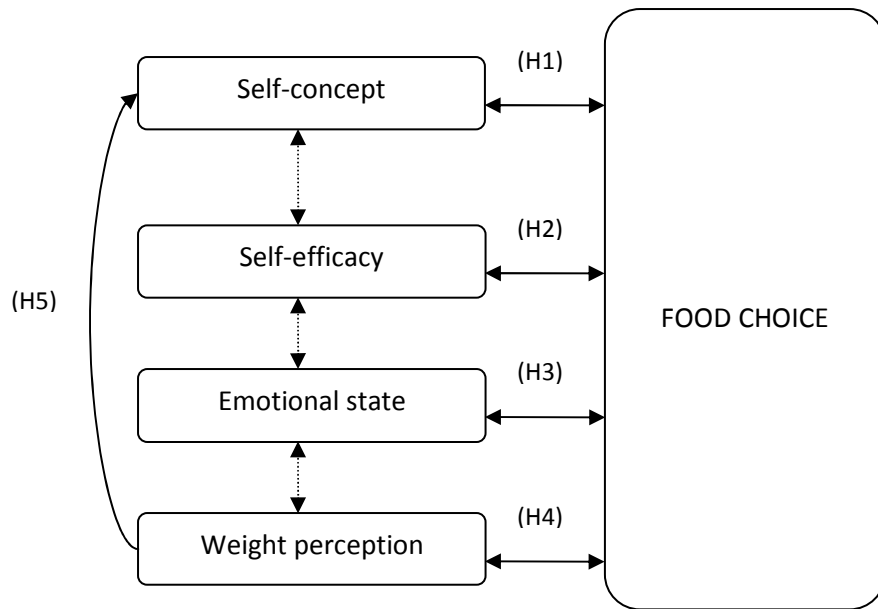 (H1)
Self-concept
(H2)
Self-efficacy
(H5)
FOOD CHOICE
(H3)
Emotional state
(H4)
Weight perception